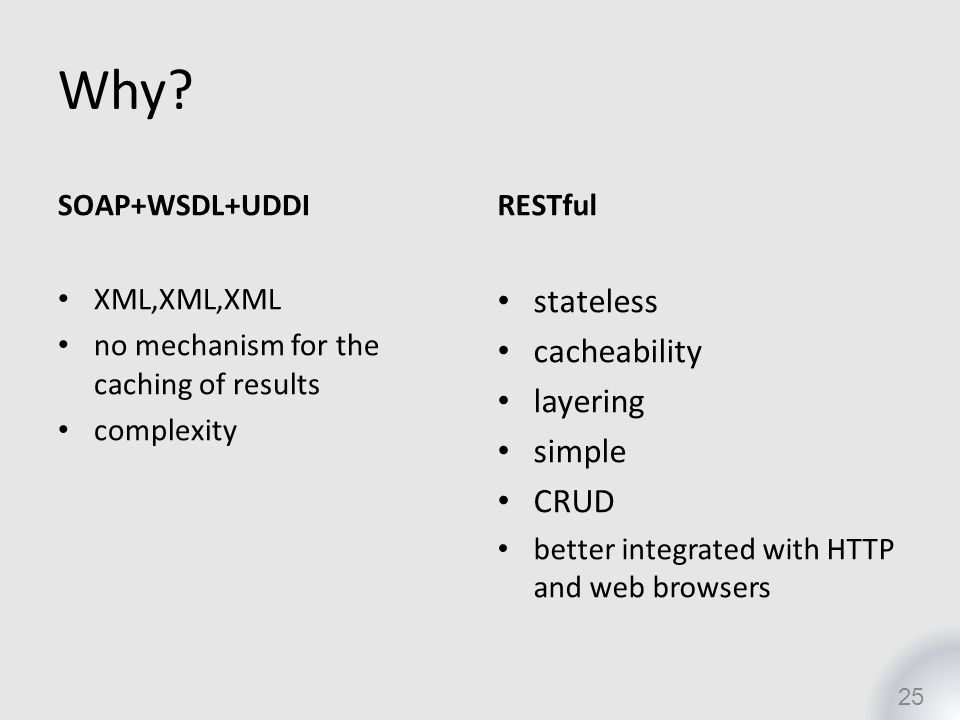 Why?
SOAP+WSDL+UDDI
• XML,XML,XML
• no mechanism for the
caching of results
• complexity
RESTful
• stateless
• cacheability
• layering
• simple
• CRUD
• better integrated with HTTP
and web browsers
25